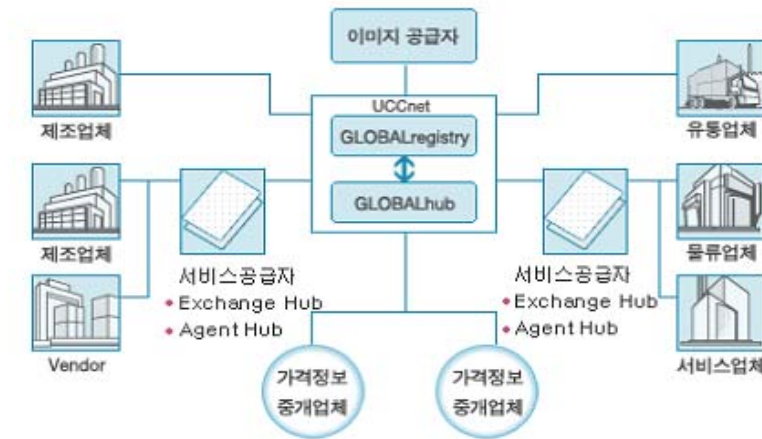 이미지 공급자
UCCnet
GLOBALregistry
GLOBALhub
제조업체
유통업체
제조업체
물류업체
서비스공급자
• Exchange Hub
• Agent Hub
서비스공급자
• Exchange Hub
• Agent Hub
Vendor
서비스업체
가격정보
중개업체
가격정보
중개업체